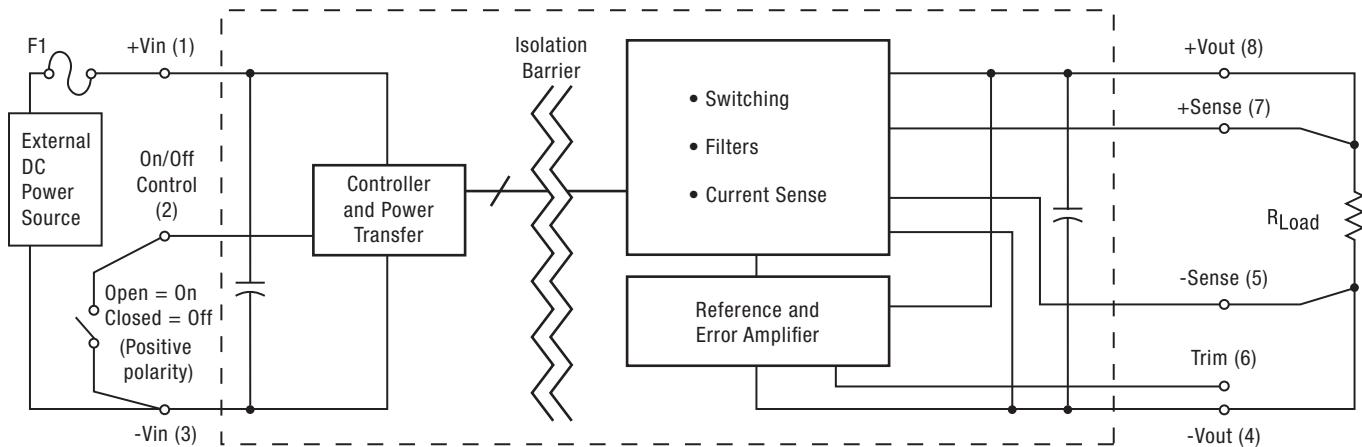 F1
+Vin (1)
External
DC
Power
Source
On/Off
Control
(2)
Open = On
Closed = Off
(Positive
polarity)
-Vin (3)
Controller
and Power
Transfer
Isolation
Barrier
• Switching
• Filters
• Current Sense
Reference and
Error Amplifier
+Vout (8)
+Sense (7)
RLoad
-Sense (5)
Trim (6)
-Vout (4)